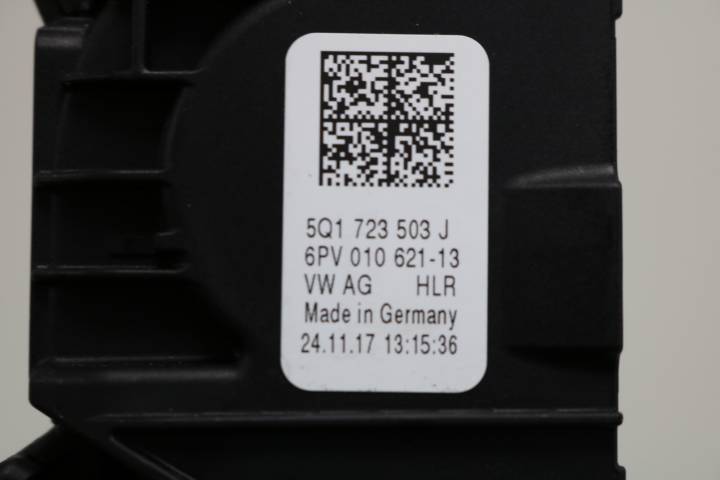 5Q1 723 503 J
6PV 010 621-13
VW AG HLR
Made in Germany
24.11.17 13:15:36